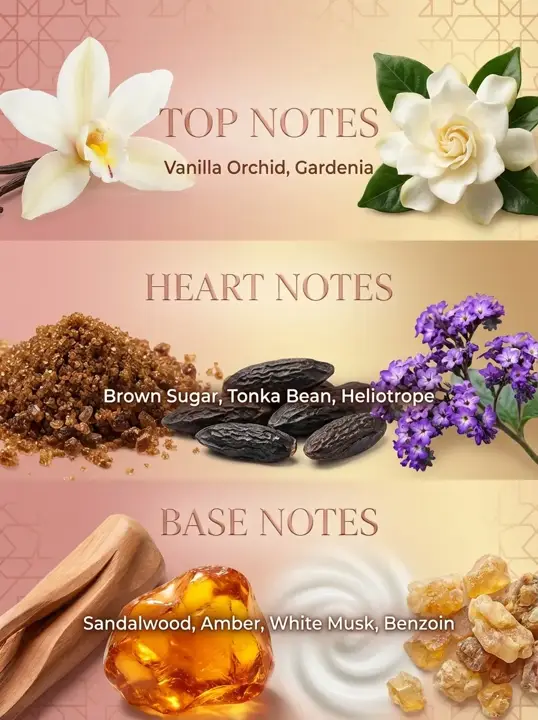 TOP NOTES
Vanilla Orchid, Gardenia
HEART NOTES
Brown Sugar, Tonka Bean, Heliotrope
BASE NOTES
Sandalwood, Amber, White Musk, Benzoin